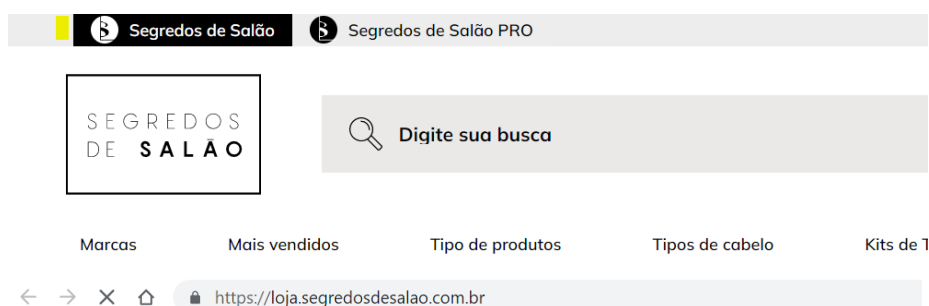 Segredos de Salão Segredos de Salão PRO
SEGREDOS
DE SALÃO
Digite sua busca
Marcas Mais vendidos Tipo de produtos Tipos de cabelo Kits de T
https://loja.segredosdesalao.com.br